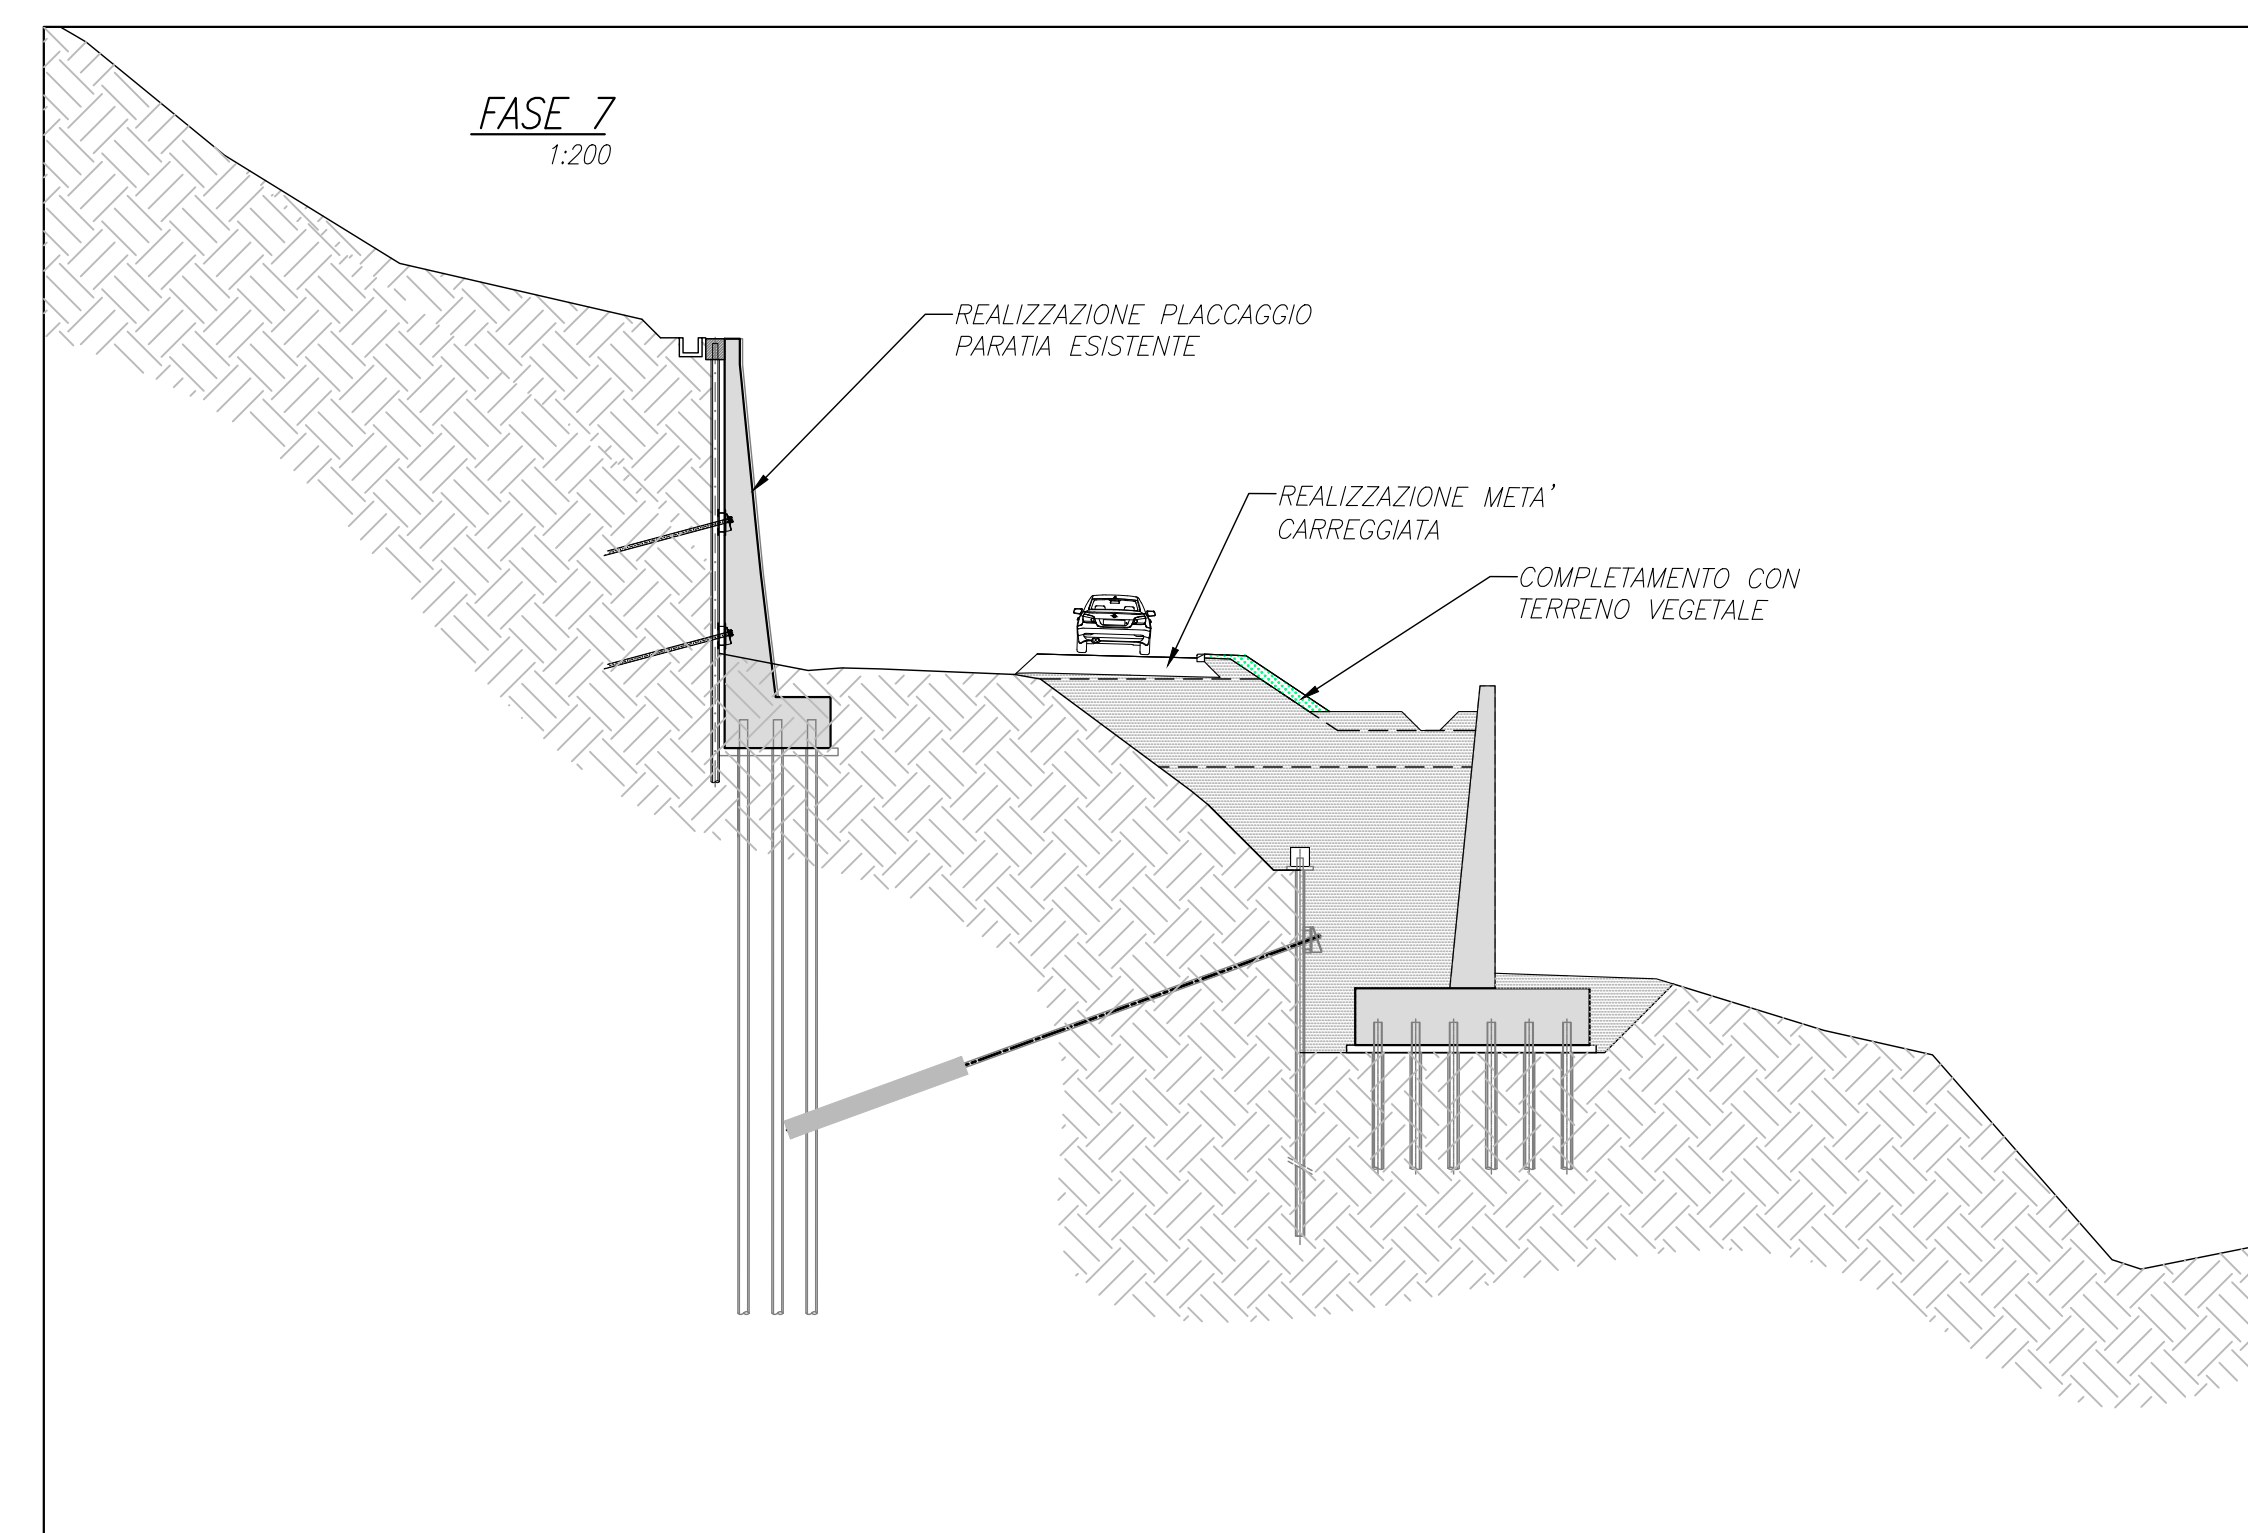 FASE 7
1:200
REALIZZAZIONE PLACCAGGIO
PARATIA ESISTENTE
REALIZZAZIONE META'
CARREGGIATA
COMPLETAMENTO CON
TERRENO VEGETALE